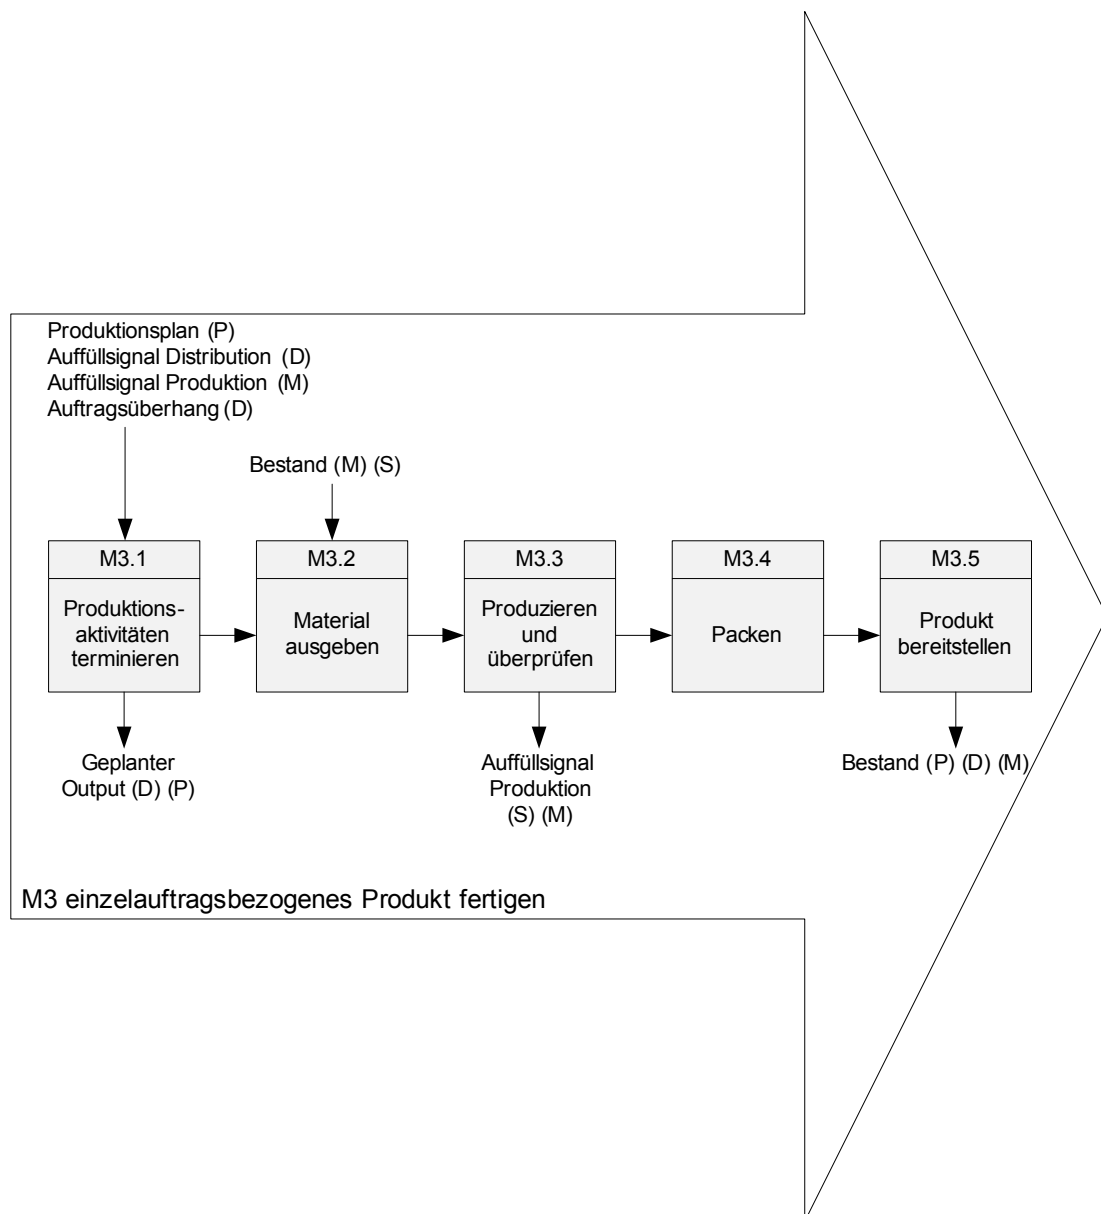 Produktionsplan (P)
Auffüllsignal Distribution (D)
Auffüllsignal Produktion (M)
Auftragsüberhang (D)
Bestand (M) (S)
M3.1
Produktions-
aktivitäten
terminieren
M3.2
Material
ausgeben
M3.3
Produzieren
und
überprüfen
M3.4
Packen
M3.5
Produkt
bereitstellen
Geplanter
Output (D) (P)
Auffüllsignal
Produktion
(S) (M)
Bestand (P) (D) (M)
M3 einzelauftragsbezogenes Produkt fertigen